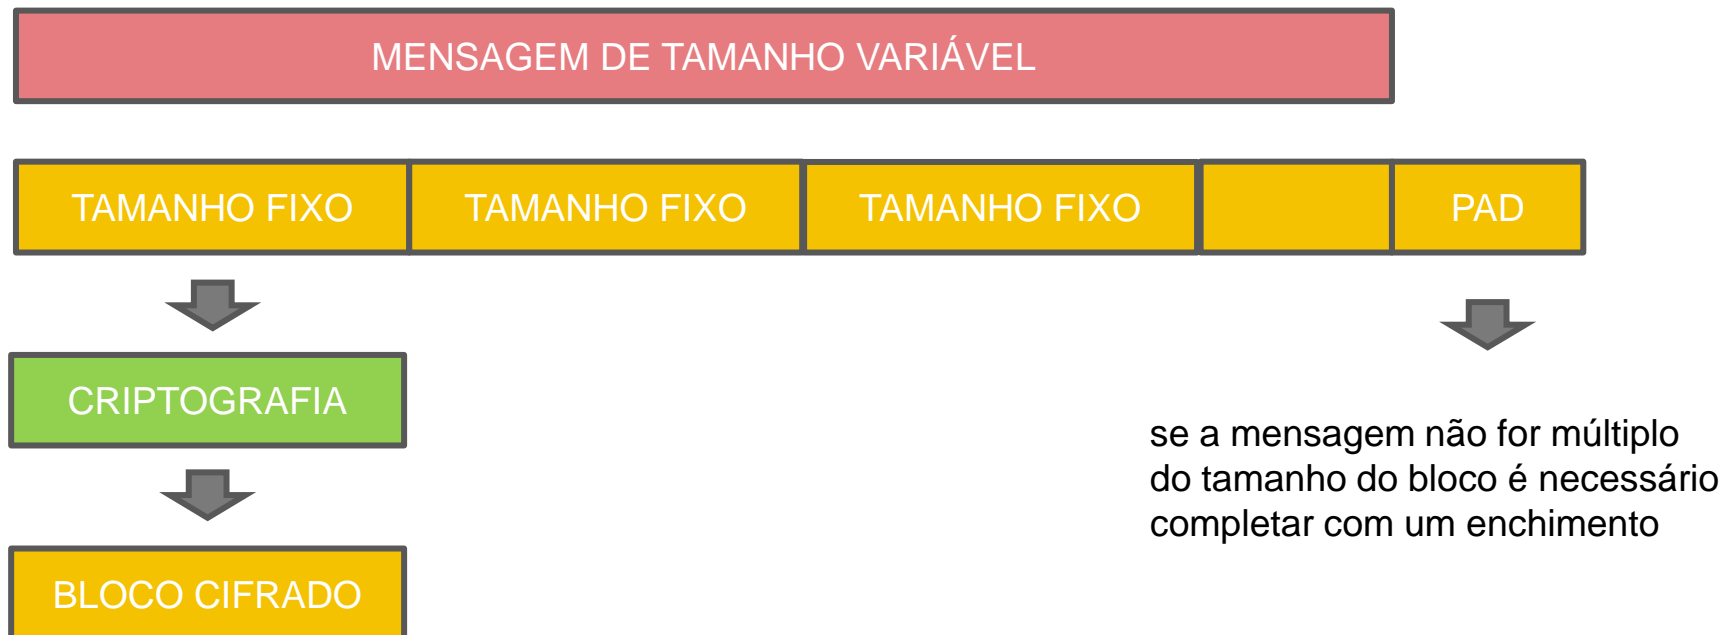 MENSAGEM DE TAMANHO VARIÁVEL
TAMANHO FIXO
TAMANHO FIXO
TAMANHO FIXO
PAD
CRIPTOGRAFIA
se a mensagem não for múltiplo
do tamanho do bloco é necessário
completar com um enchimento
BLOCO CIFRADO